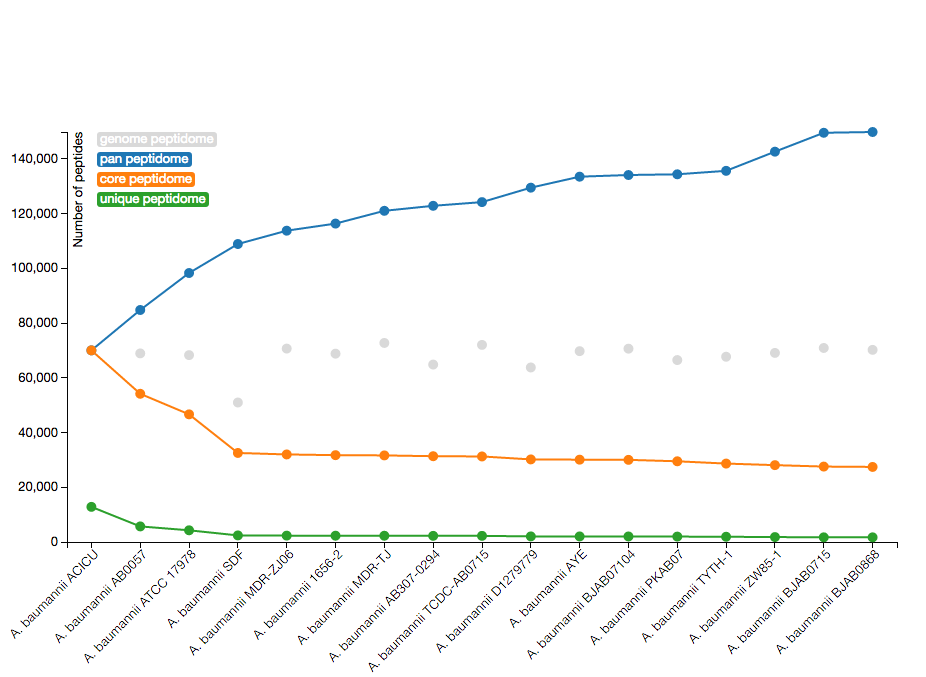 Number of peptides
genome peptidome
pan peptidome
core peptidome
unique peptidome
140,000
120,000
100,000
80,000
60,000
40,000
20,000
0
A. baumannii ACICU
A. baumannii AB0057
A. baumannii ATCC 17978
A. baumannii SDF
A. baumannii MDR-ZJ06
A. baumannii 1656-2
A. baumannii MDR-TJ
A. baumannii AB307-0294
A. baumannii TCDC-AB0715
A. baumannii D1279779
A. baumannii AYE
A. baumannii BJAB07104
A. baumannii PKAB07
A. baumannii TYTH-1
A. baumannii ZW85-1
A. baumannii BJAB0715
A. baumannii BJAB0868